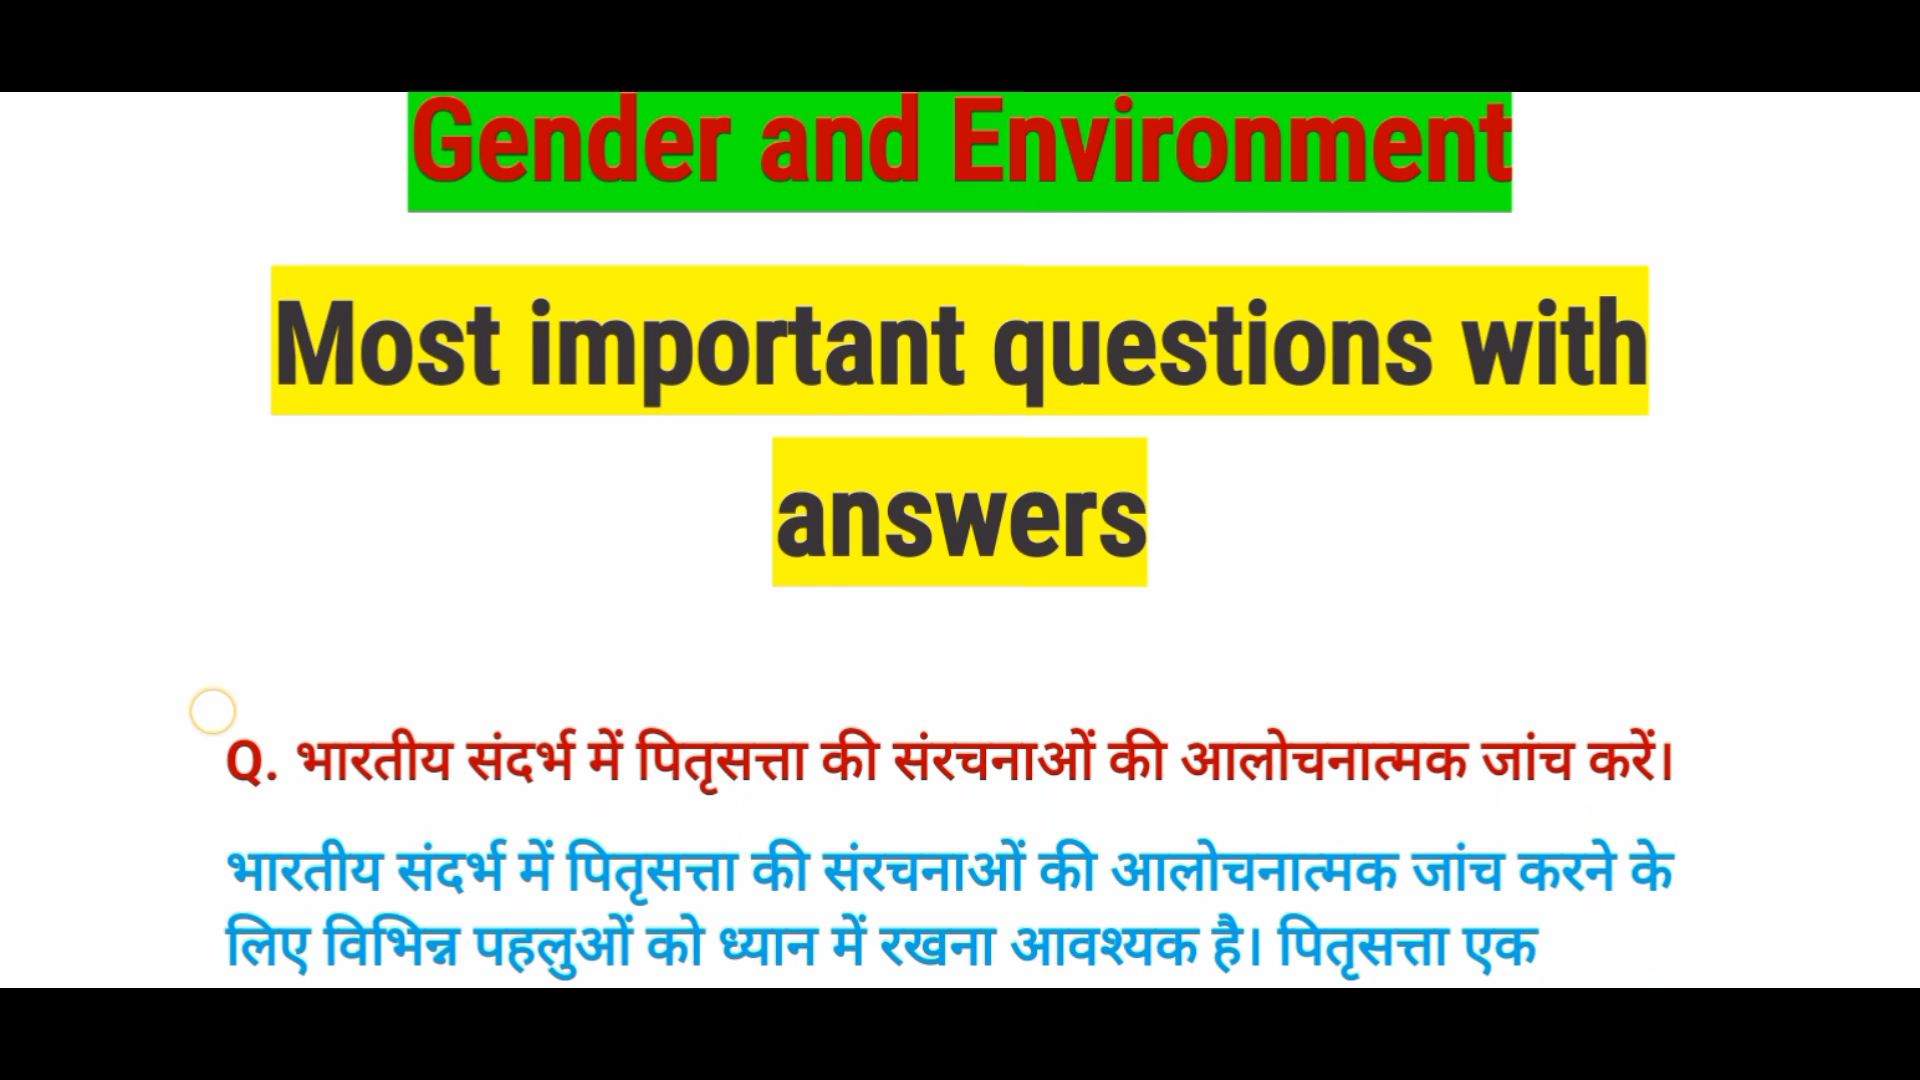 Gender and Environment
Most important questions with
answers
Q. भारतीय संदर्भ में पितृसत्ता की संरचनाओं की आलोचनात्मक जांच करें।
भारतीय संदर्भ में पितृसत्ता की संरचनाओं की आलोचनात्मक जांच करने के
लिए विभिन्न पहलुओं को ध्यान में रखना आवश्यक है। पितृसत्ता एक